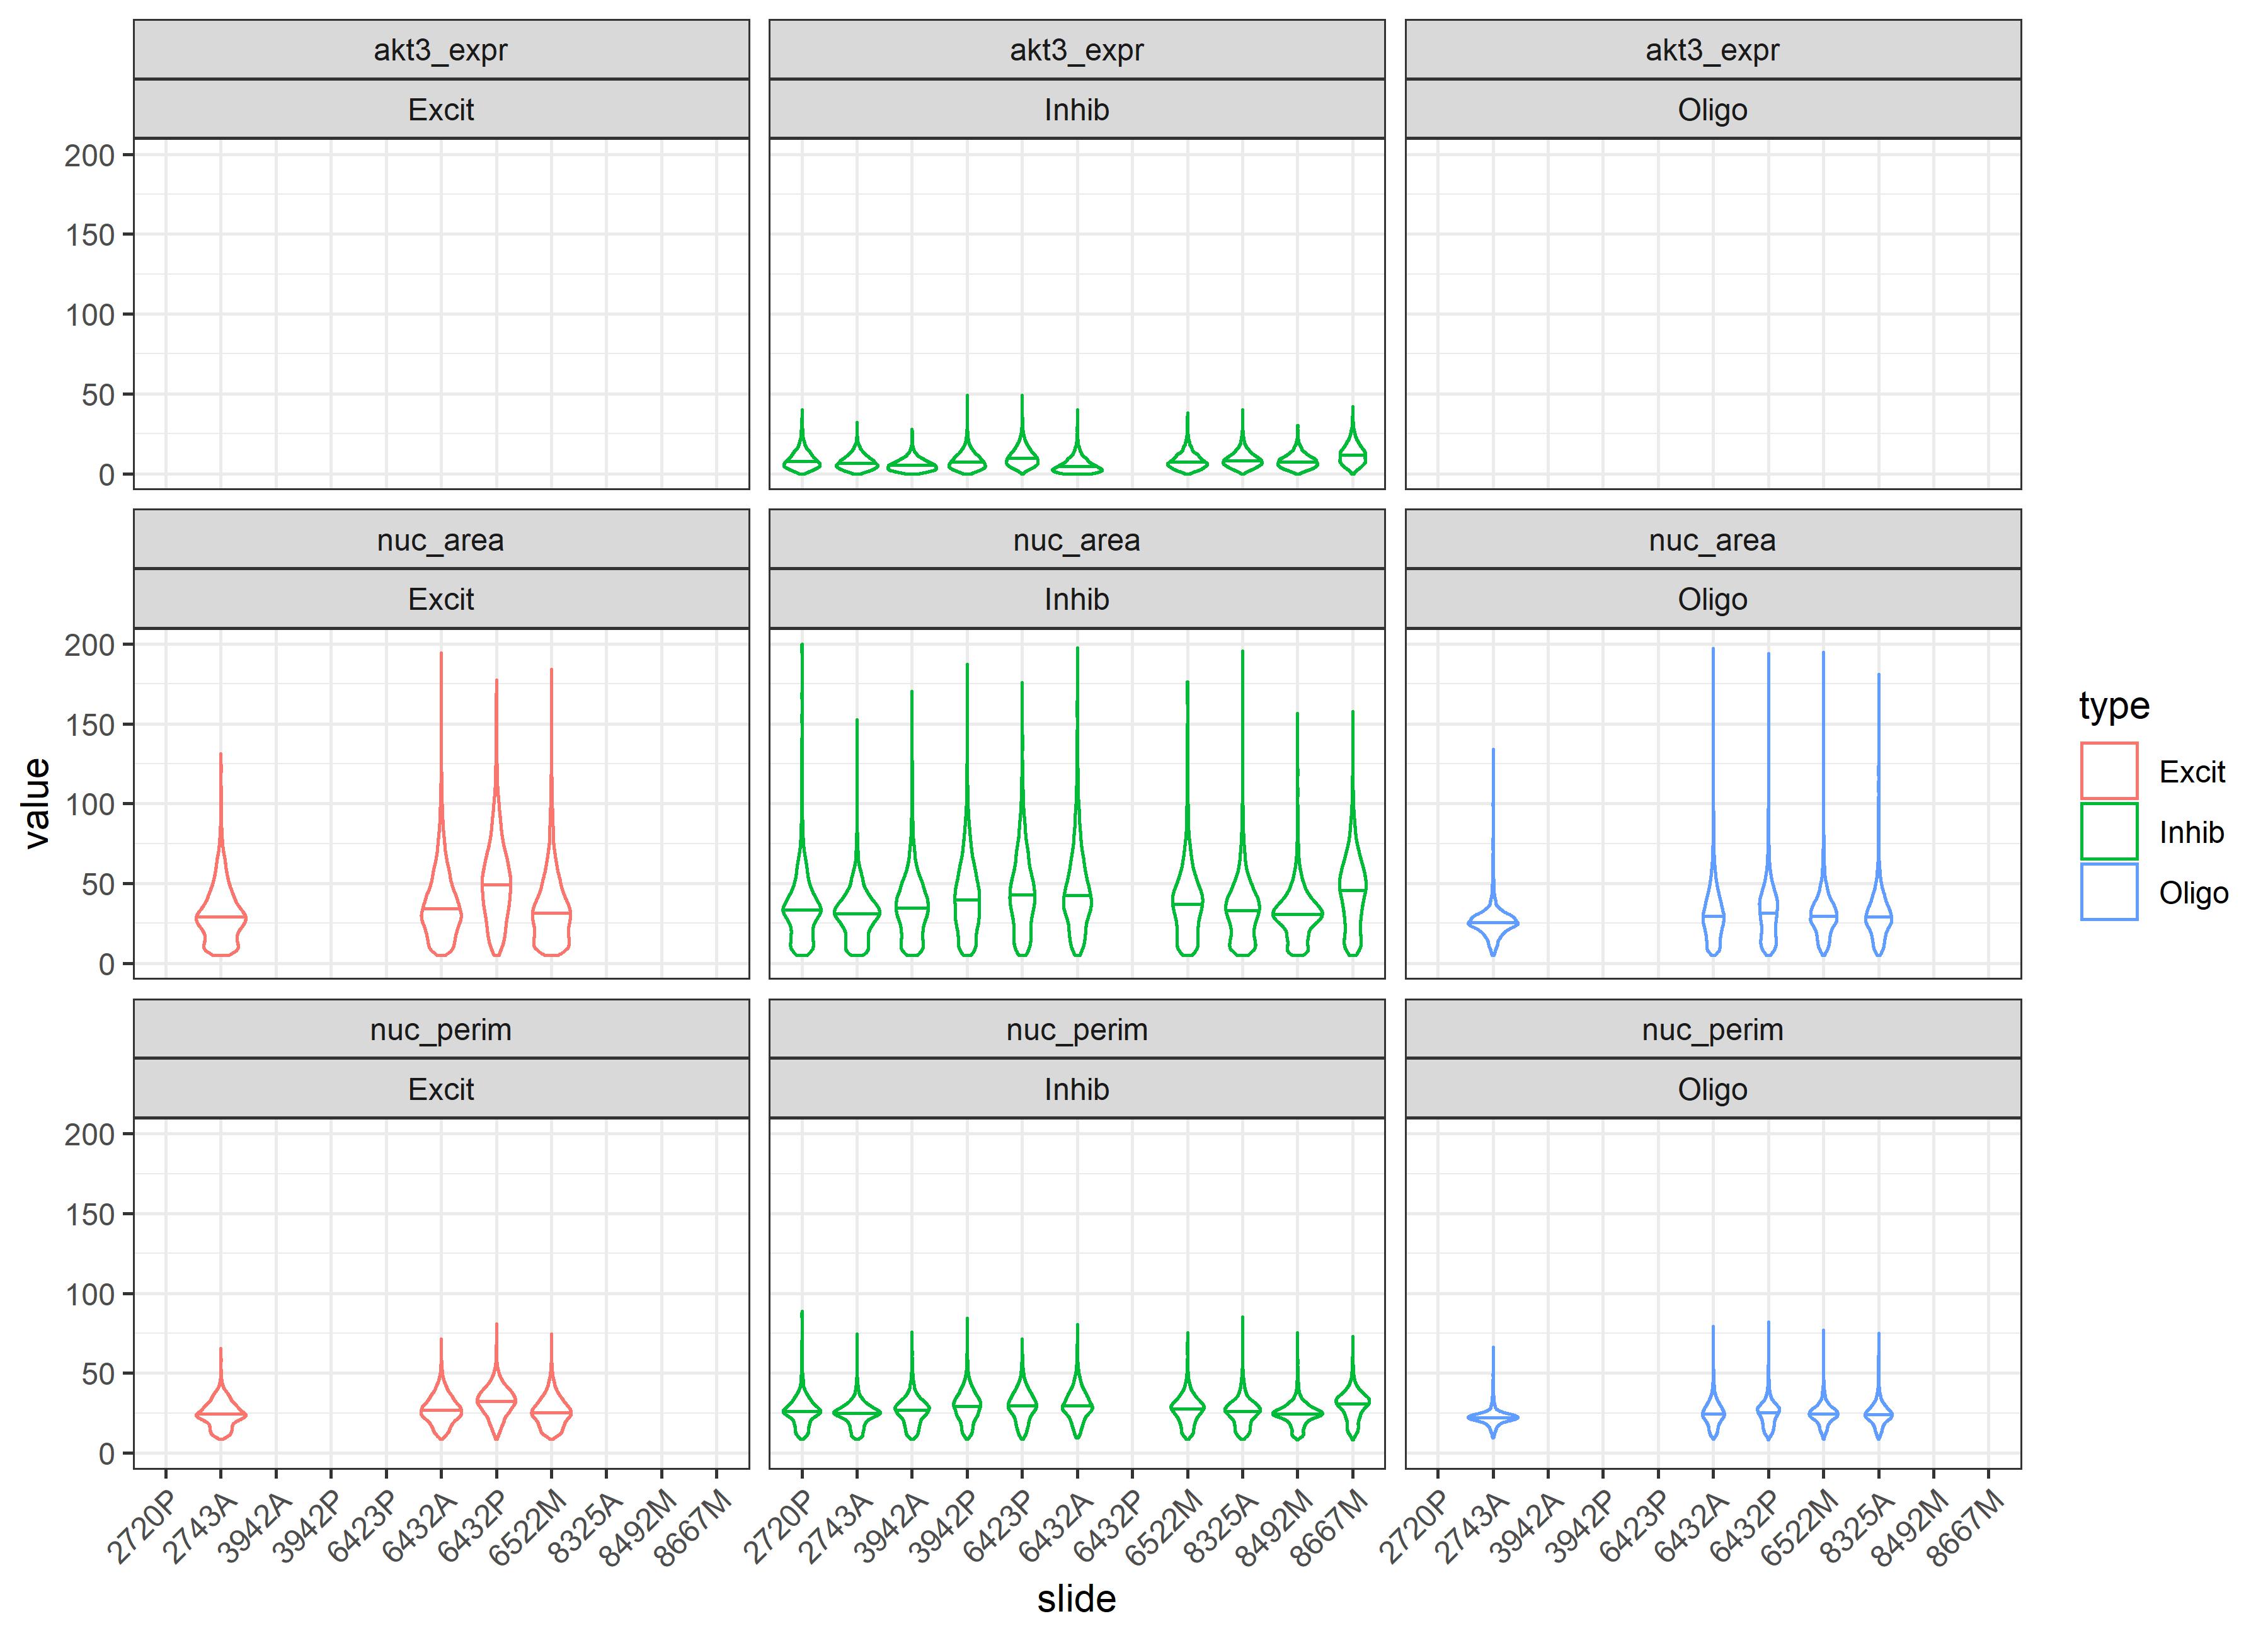 akt3_expr akt3_expr akt3_expr
Excit Inhib Oligo
200
150
100
50
0
nuc_area nuc_area nuc_area
Excit Inhib Oligo
200
150
100
50
0
nuc_perim nuc_perim nuc_perim
Excit Inhib Oligo
200
150
100
50
0
2720P 2743A 3942A 3942P 6423P 6432A 6432P 6522M 8325A 8492M 8667M 2720P 2743A 3942A 3942P 6423P 6432A 6432P 6522M 8325A 8492M 8667M 2720P 2743A 3942A 3942P 6423P 6432A 6432P 6522M 8325A 8492M 8667M
slide
value
type
Excit
Inhib
Oligo